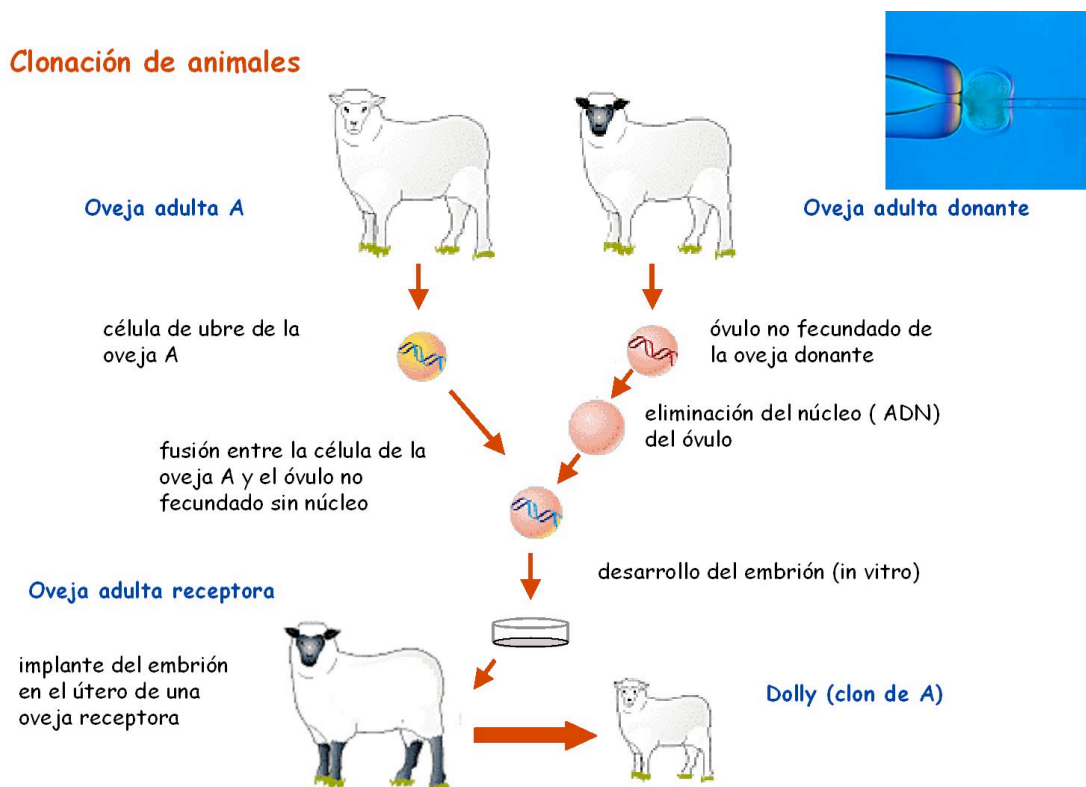 Clonación de animales
Oveja adulta A
Oveja adulta donante
célula de ubre de la
oveja A
óvulo no fecundado de
la oveja donante
eliminación del núcleo ( ADN)
del óvulo
fusión entre la célula de la
oveja A y el óvulo no
fecundado sin núcleo
desarrollo del embrión (in vitro)
Oveja adulta receptora
implante del embrión
en el útero de una
oveja receptora
Dolly (clon de A)